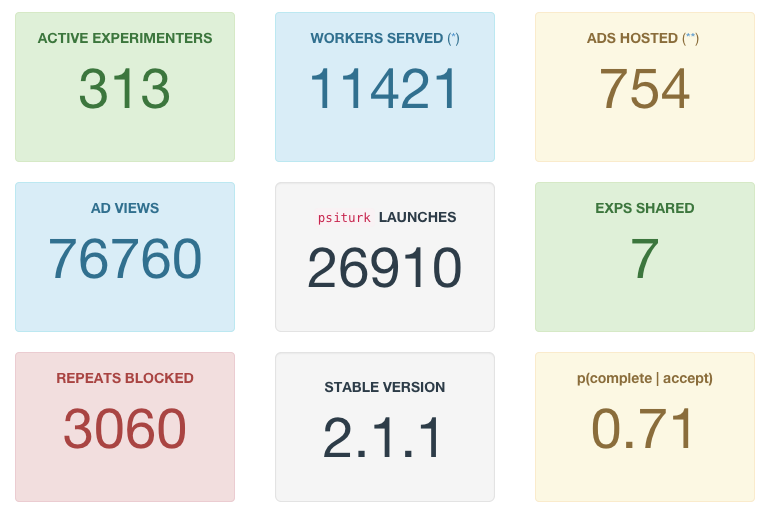 ACTIVE EXPERIMENTERS
313
WORKERS SERVED (*)
11421
ADS HOSTED (**)
754
AD VIEWS
76760
psiturk LAUNCHES
26910
EXPS SHARED
7
REPEATS BLOCKED
3060
STABLE VERSION
2.1.1
p(complete | accept)
0.71